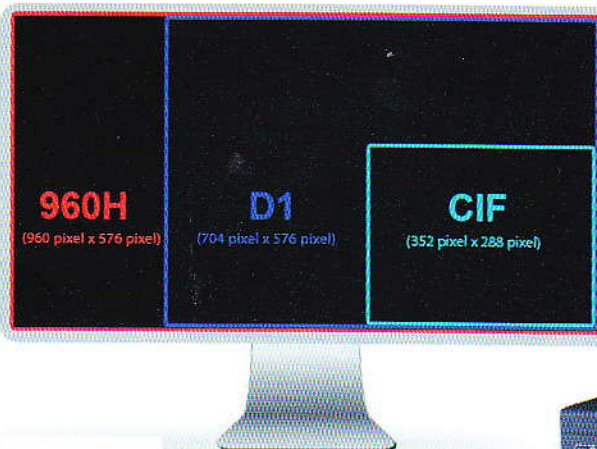 960H
(960 pixel x 576 pixel)
D1
(704 pixel x 576 pixel)
CIF
(352 pixel x 288 pixel)